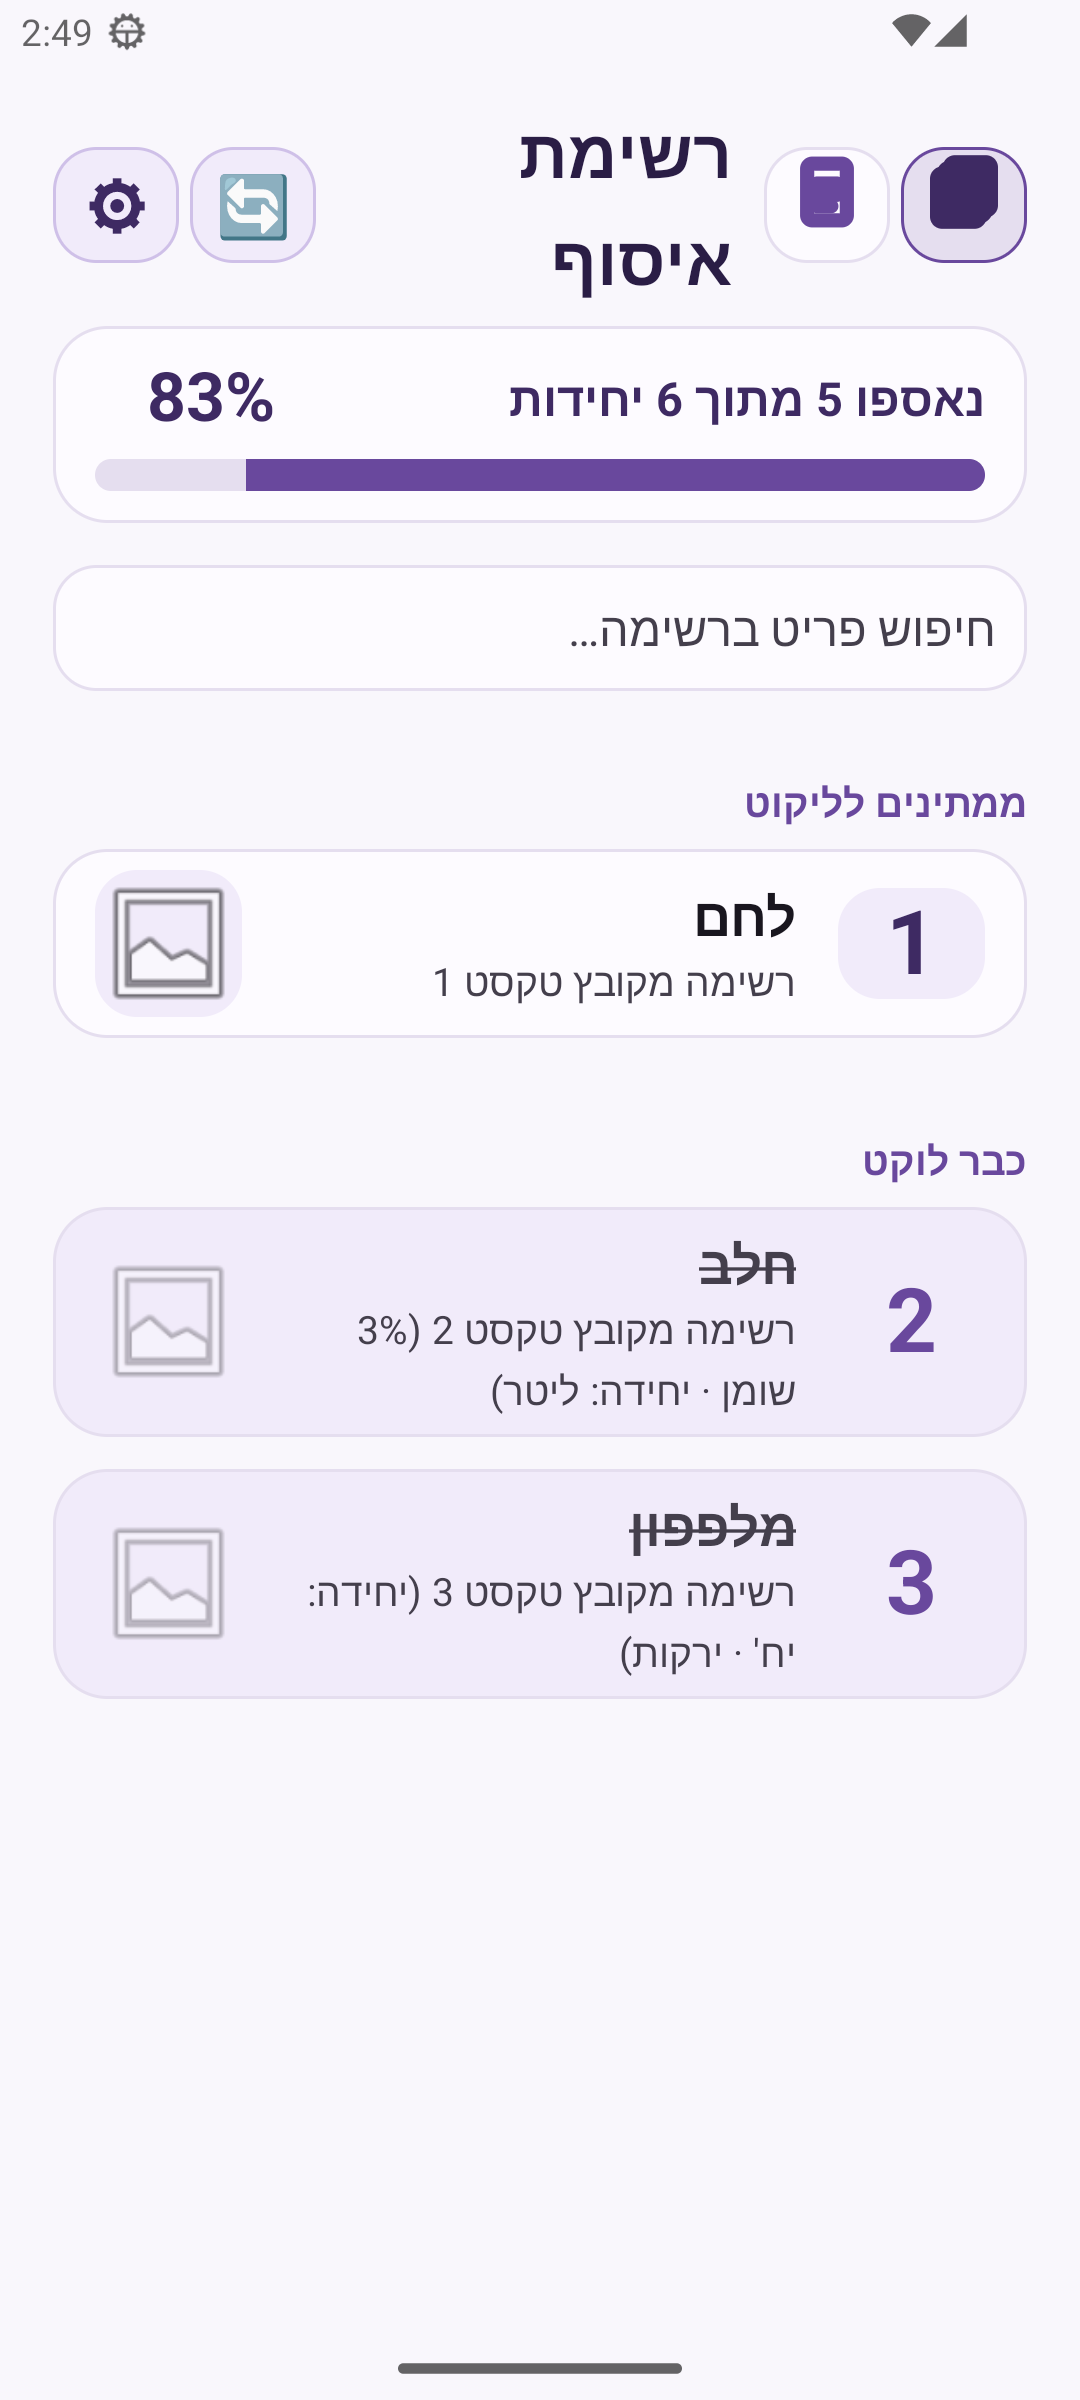 2:49
רשימת
איסוף
נאספו 5 מתוך 6 יחידות
83%
חיפוש פריט ברשימה...
ממתינים לליקוט
1
לחם
רשימה מקובץ טקסט 1
כבר לוקט
2
חלב
רשימה מקובץ טקסט 2 (3%
שומן · יחידה: ליטר)
3
מלפפון
רשימה מקובץ טקסט 3 (יחידה:
יח' · ירקות)